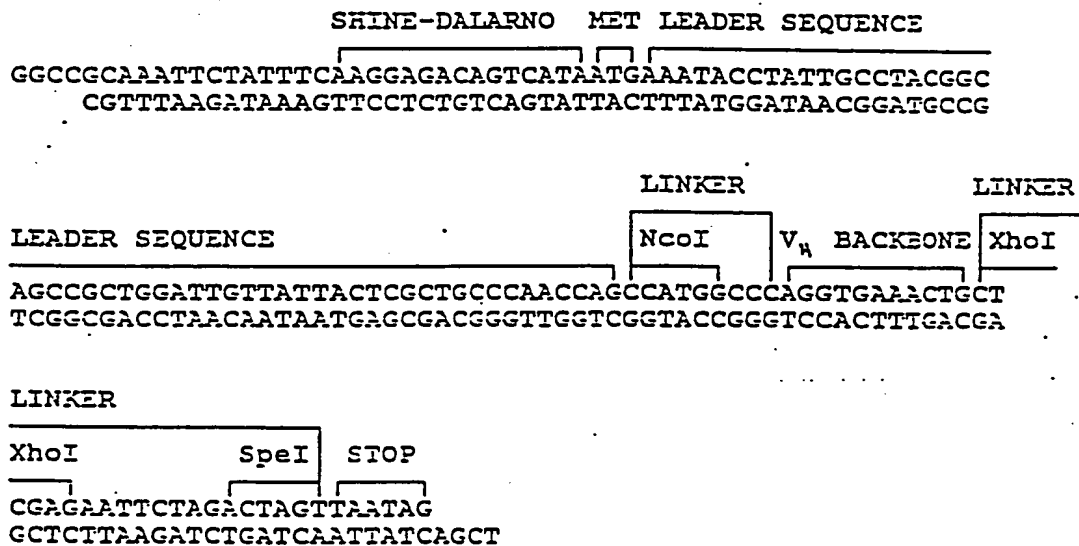 SHINE-DALARNO MET LEADER SEQUENCE
GGCCGCAAATTCTATTTCAAGGAGACAGTCATAATGAAATACCTATTGCCTACGGC
CGTTTAAGATAAAGTTCCTCTGTCAGTATTACTTTATGGATAACGGATGCCG
LINKER LINKER
LEADER SEQUENCE NcoI VH BACKBONE XhoI
AGCCGCTGGATTGTTATTACTCGCTGCCCAACCAGCCATGGCCCAGGTGAAACTGCT
TCGGCGACCTAACAATAATGAGCGACGGGTTGGTCGGTACCGGGTCCACTTTGACGA
LINKER
XhoI SpeI STOP
CGAGAATTCTAGACTAGTTAATAG
GCTCTTAAGATCTGATCAATTATCAGCT